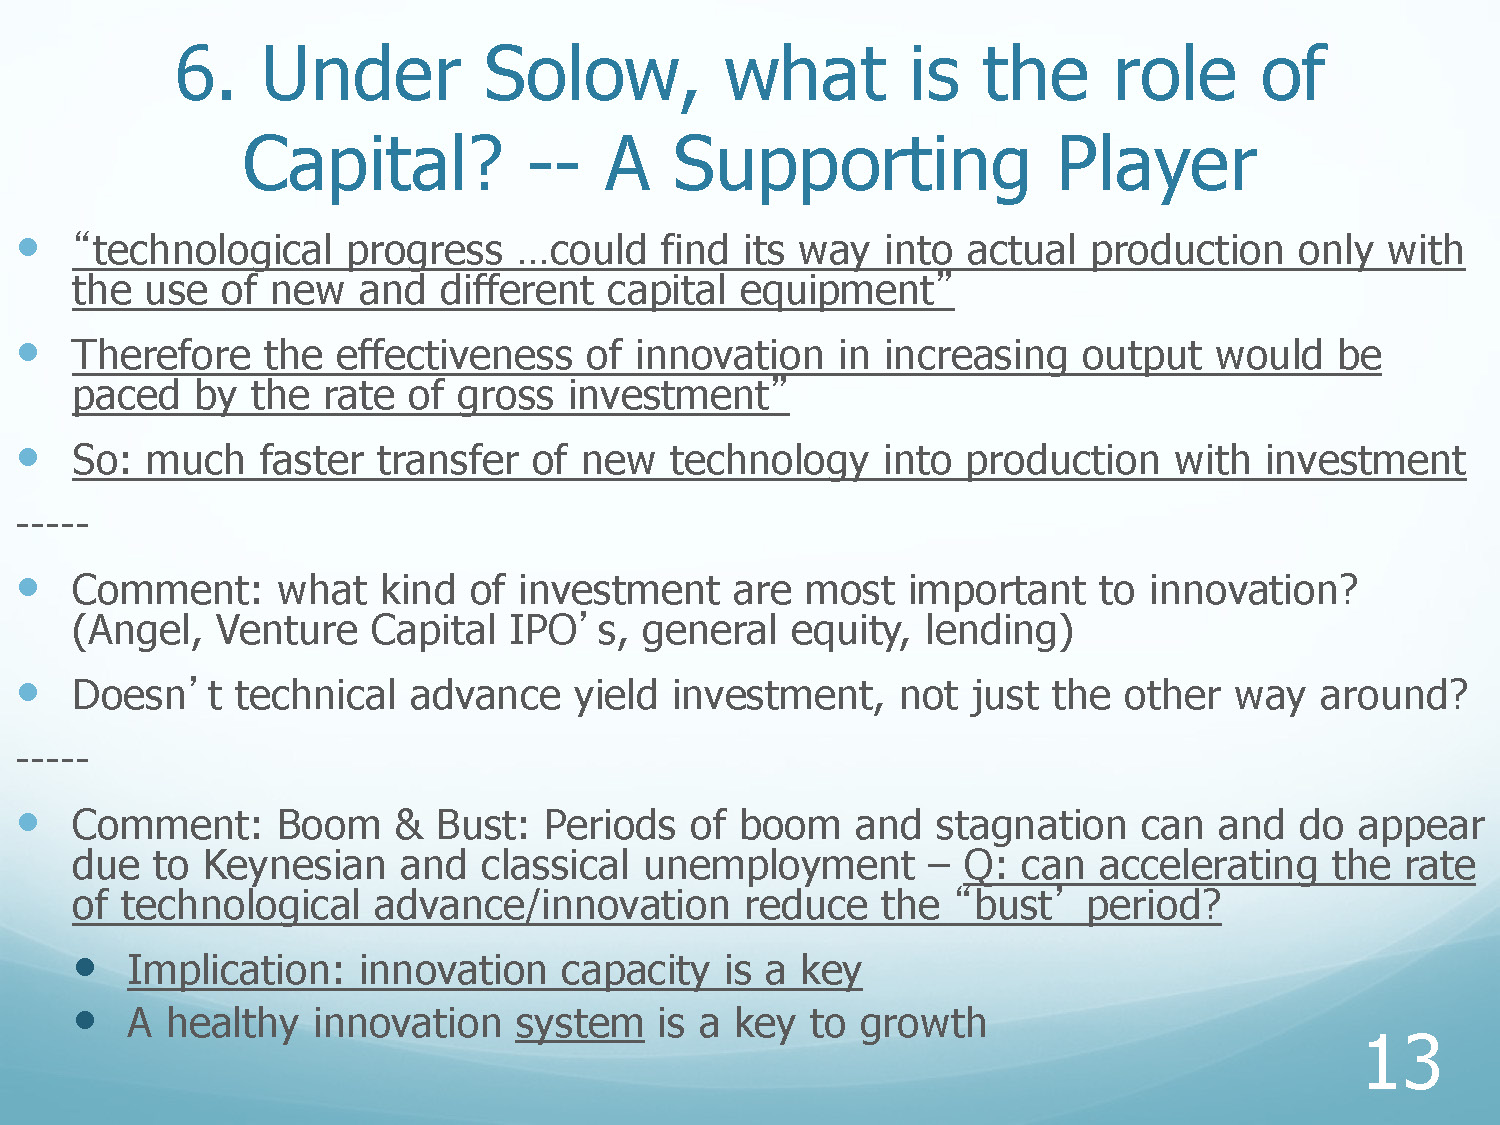 6. Under Solow, what is the role of
Capital? -- A Supporting Player
• “technological progress …could find its way into actual production only with
the use of new and different capital equipment”
• Therefore the effectiveness of innovation in increasing output would be
paced by the rate of gross investment”
• So: much faster transfer of new technology into production with investment
-----
• Comment: what kind of investment are most important to innovation?
(Angel, Venture Capital IPO’s, general equity, lending)
• Doesn’t technical advance yield investment, not just the other way around?
-----
• Comment: Boom & Bust: Periods of boom and stagnation can and do appear
due to Keynesian and classical unemployment – Q: can accelerating the rate
of technological advance/innovation reduce the “bust’ period?
• Implication: innovation capacity is a key
• A healthy innovation system is a key to growth
13